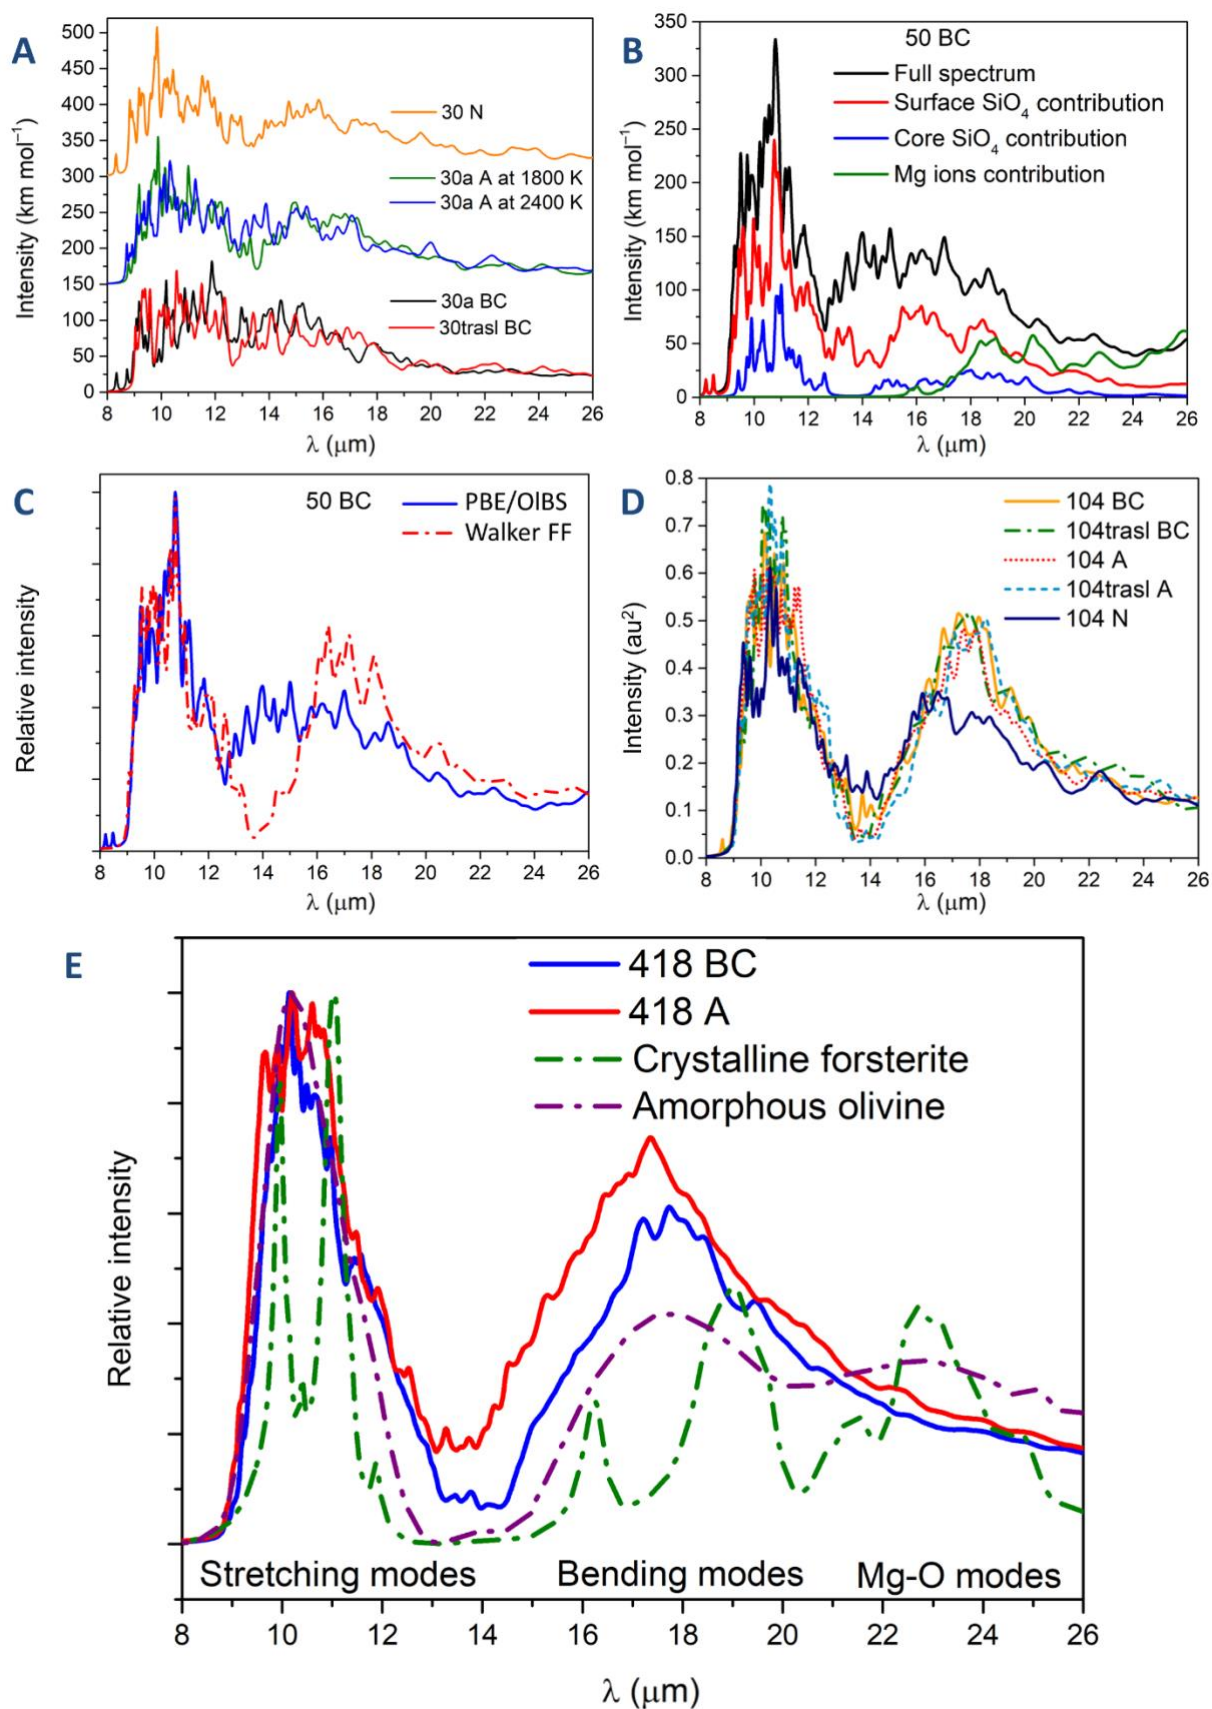 A
500
450
400
350
300
250
200
150
100
50
0
Intensity (km mol⁻¹)
30 N
30a A at 1800 K
30a A at 2400 K
30a BC
30trasl BC
8 10 12 14 16 18 20 22 24 26
λ (μm)
B
350
300
250
200
150
100
50
0
Intensity (km mol⁻¹)
50 BC
Full spectrum
Surface SiO₄ contribution
Core SiO₄ contribution
Mg ions contribution
8 10 12 14 16 18 20 22 24 26
λ (μm)
C
Relative intensity
50 BC
PBE/OlBS
Walker FF
8 10 12 14 16 18 20 22 24 26
λ (μm)
D
0.8
0.7
0.6
0.5
0.4
0.3
0.2
0.1
0.0
Intensity (au²)
104 BC
104trasl BC
104 A
104trasl A
104 N
8 10 12 14 16 18 20 22 24 26
λ (μm)
E
Relative intensity
418 BC
418 A
Crystalline forsterite
Amorphous olivine
Stretching modes Bending modes Mg-O modes
8 10 12 14 16 18 20 22 24 26
λ (μm)